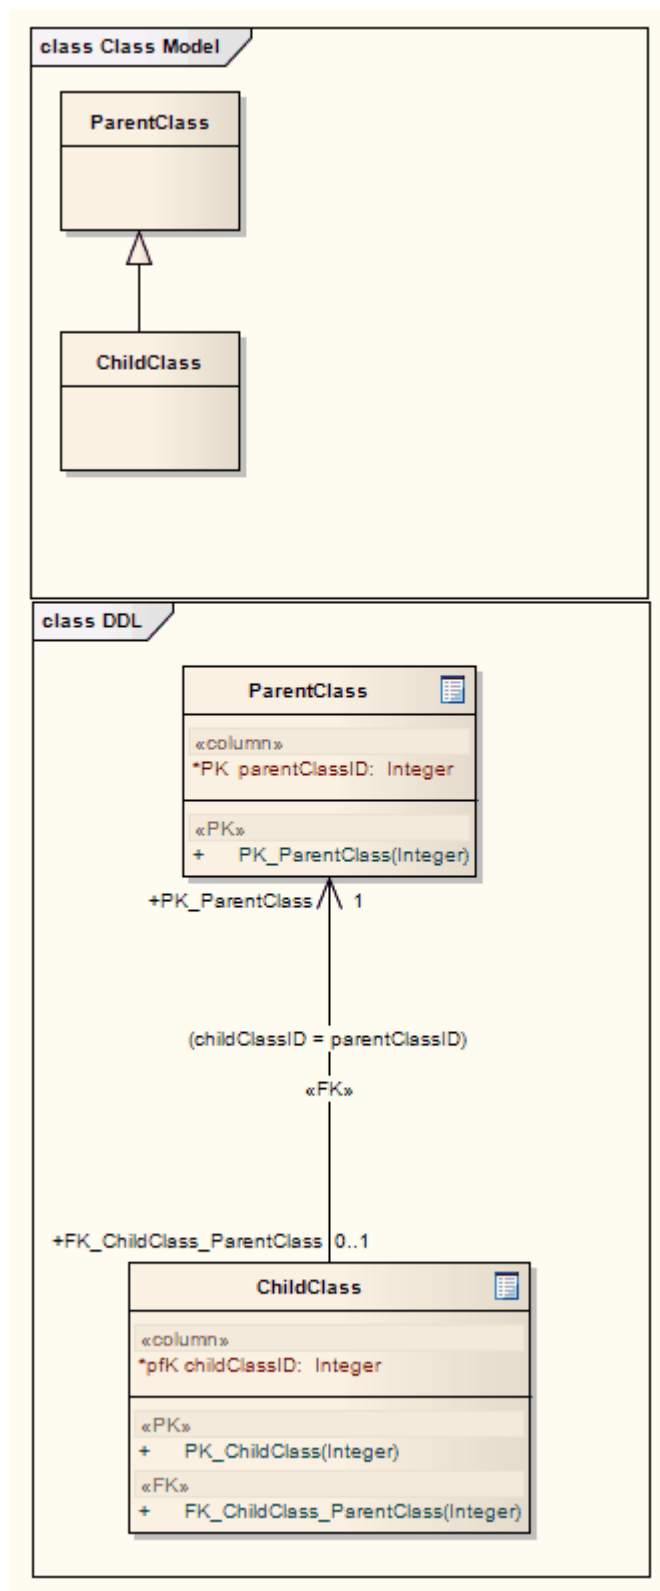 class Class Model
ParentClass
ChildClass
class DDL
ParentClass
«column»
*PK parentClassID: Integer
«PK»
+ PK_ParentClass(Integer)
+PK_ParentClass 1
(childClassID = parentClassID)
«FK»
+FK_ChildClass_ParentClass 0..1
ChildClass
«column»
*pfK childClassID: Integer
«PK»
+ PK_ChildClass(Integer)
«FK»
+ FK_ChildClass_ParentClass(Integer)